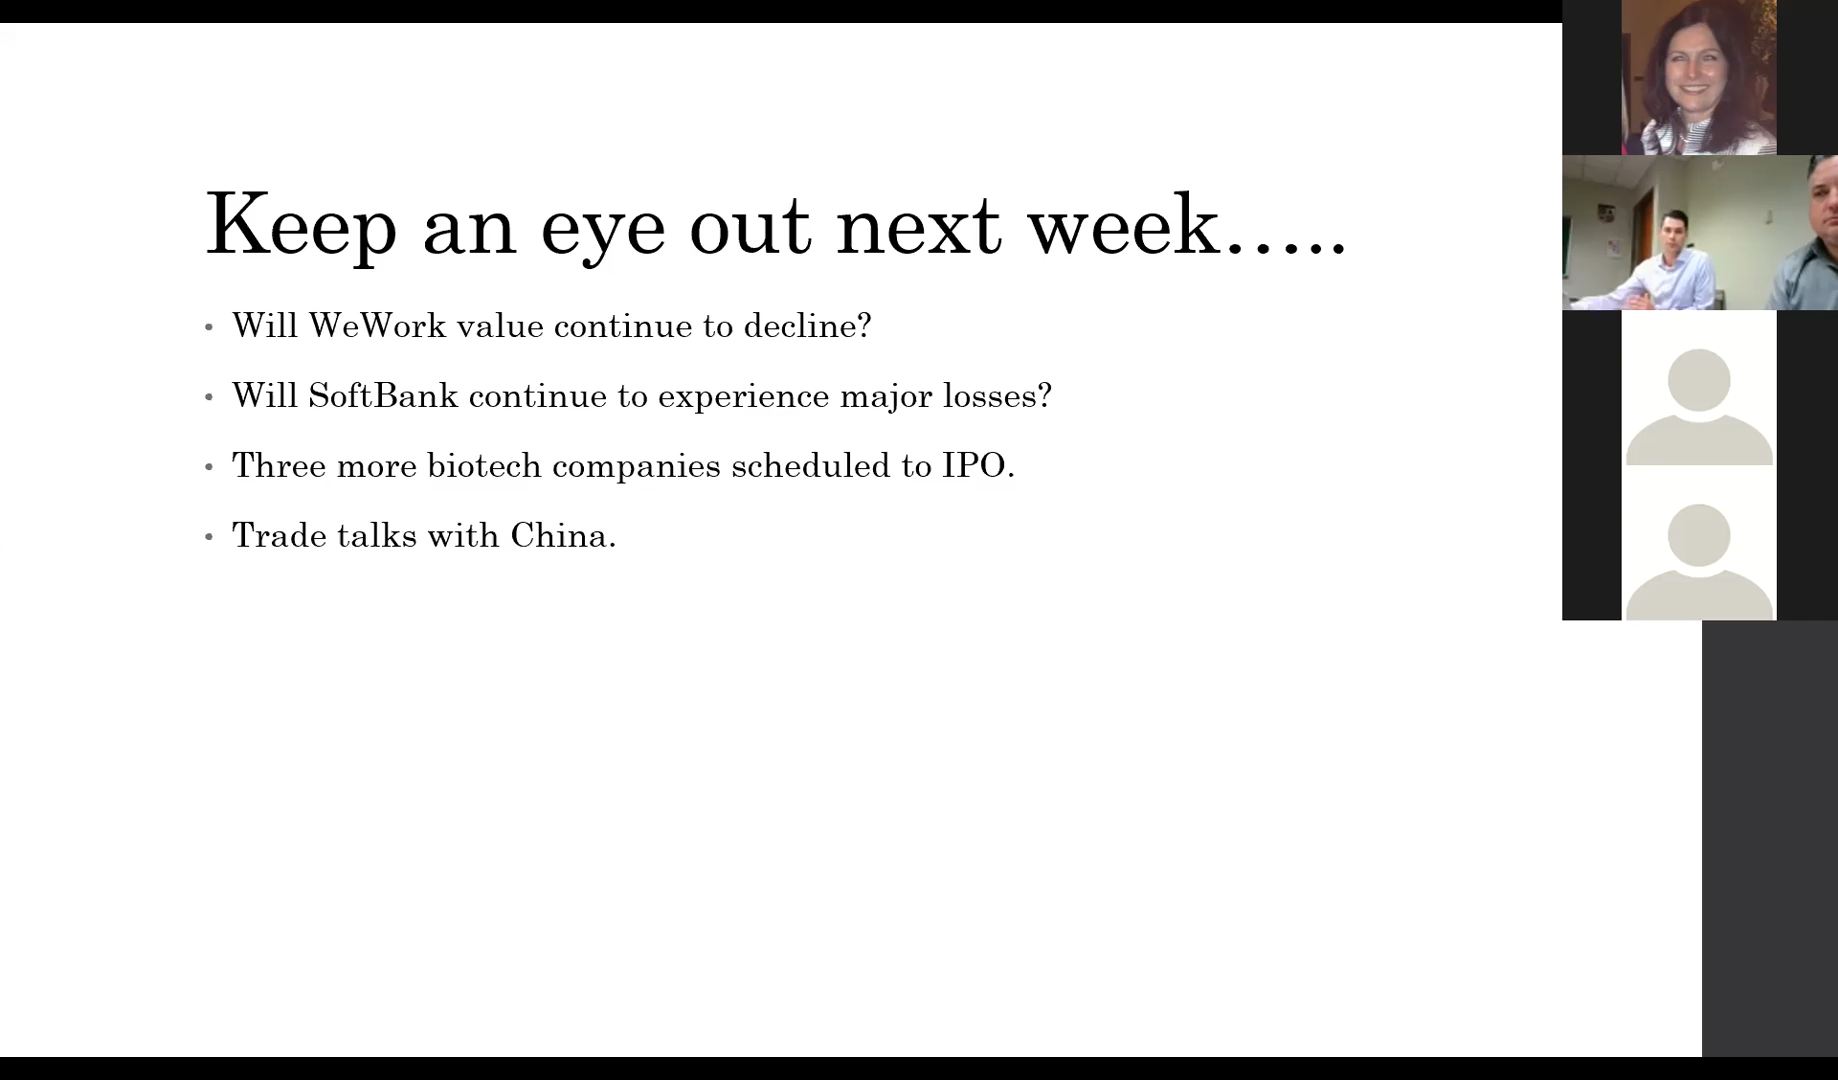 Keep an eye out next week.....
• Will WeWork value continue to decline?
• Will SoftBank continue to experience major losses?
• Three more biotech companies scheduled to IPO.
• Trade talks with China.